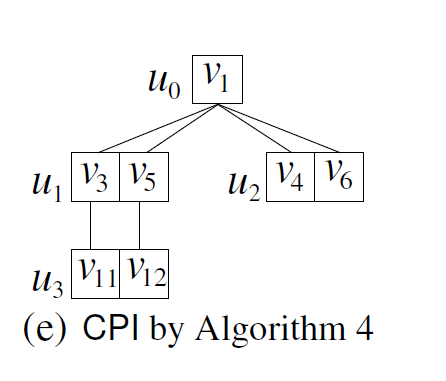 u0 v1
u1 v3 v5 u2 v4 v6
u3 v11 v12
(e) CPI by Algorithm 4